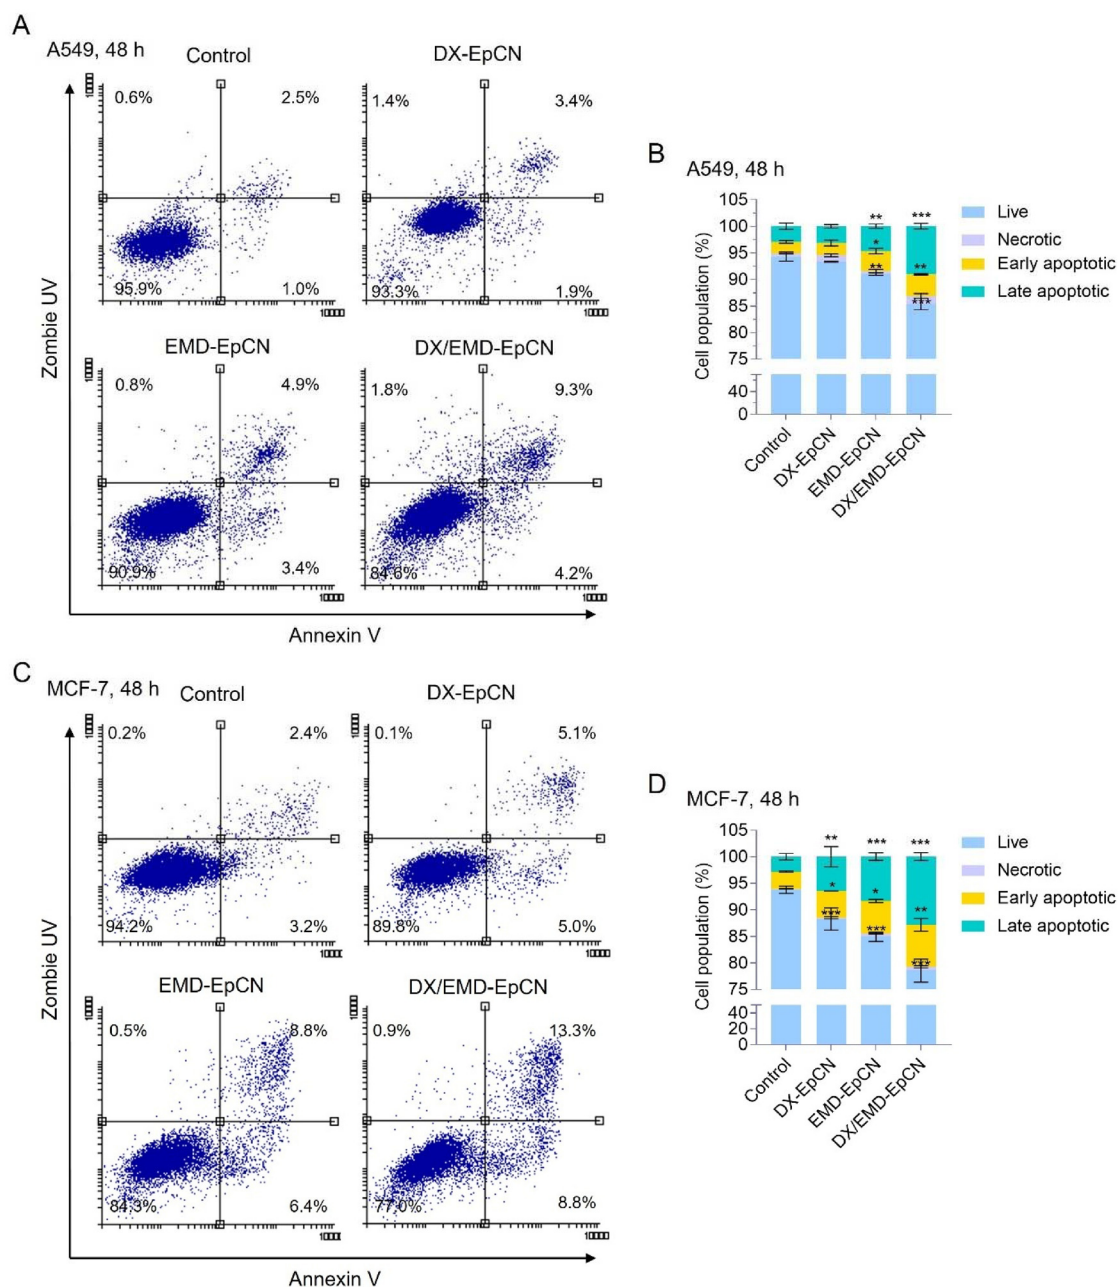 A
A549, 48 h
Control
DX-EpCN
0.6%
2.5%
1.4%
3.4%
95.9%
1.0%
93.3%
1.9%
EMD-EpCN
DX/EMD-EpCN
0.8%
4.9%
1.8%
9.3%
90.9%
3.4%
84.6%
4.2%
Zombie UV
Annexin V
B
A549, 48 h
105
100
95
90
85
80
75
40
0
Cell population (%)
** ***
*
** **
***
Control
DX-EpCN
EMD-EpCN
DX/EMD-EpCN
Live
Necrotic
Early apoptotic
Late apoptotic
C
MCF-7, 48 h
Control
DX-EpCN
0.2%
2.4%
0.1%
5.1%
94.2%
3.2%
89.8%
5.0%
EMD-EpCN
DX/EMD-EpCN
0.5%
8.8%
0.9%
13.3%
84.3%
6.4%
77.0%
8.8%
Zombie UV
Annexin V
D
MCF-7, 48 h
105
100
95
90
85
80
75
40
20
0
Cell population (%)
** *** ***
* *
**
*** ***
***
Control
DX-EpCN
EMD-EpCN
DX/EMD-EpCN
Live
Necrotic
Early apoptotic
Late apoptotic